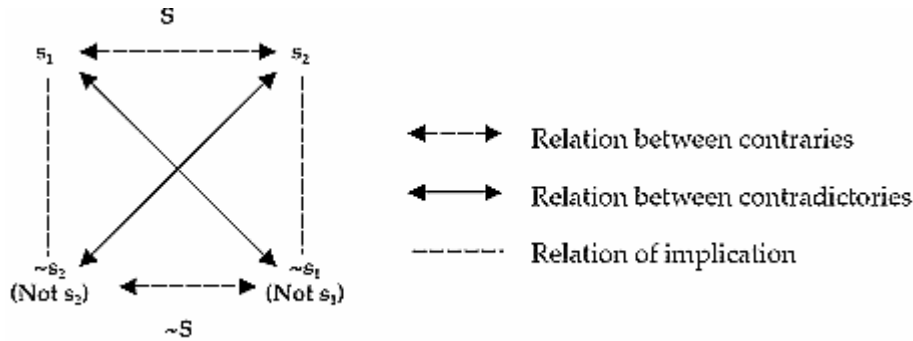 S
s₁ s₂
Relation between contraries
Relation between contradictories
Relation of implication
~s₂ ~s₁
(Not s₂) (Not s₁)
~S